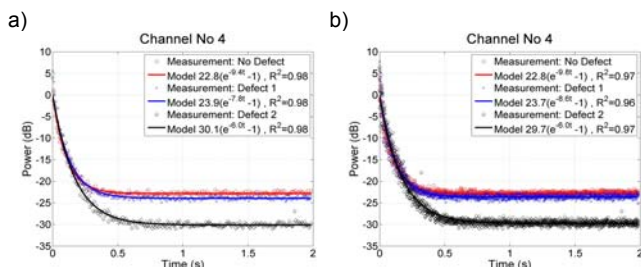 a)
Channel No 4
Power (dB)
10
5
0
-5
-10
-15
-20
-25
-30
-35
Measurement: No Defect
Model 22.8(e^-9.4t -1) , R²=0.98
Measurement: Defect 1
Model 23.9(e^-7.8t -1) , R²=0.98
Measurement: Defect 2
Model 30.1(e^-6.0t -1) , R²=0.98
0 0.5 1 1.5 2
Time (s)
b)
Channel No 4
Power (dB)
10
5
0
-5
-10
-15
-20
-25
-30
-35
Measurement: No Defect
Model 22.8(e^-9.8t -1) , R²=0.97
Measurement: Defect 1
Model 23.7(e^-8.6t -1) , R²=0.96
Measurement: Defect 2
Model 29.7(e^-6.0t -1) , R²=0.97
0 0.5 1 1.5 2
Time (s)